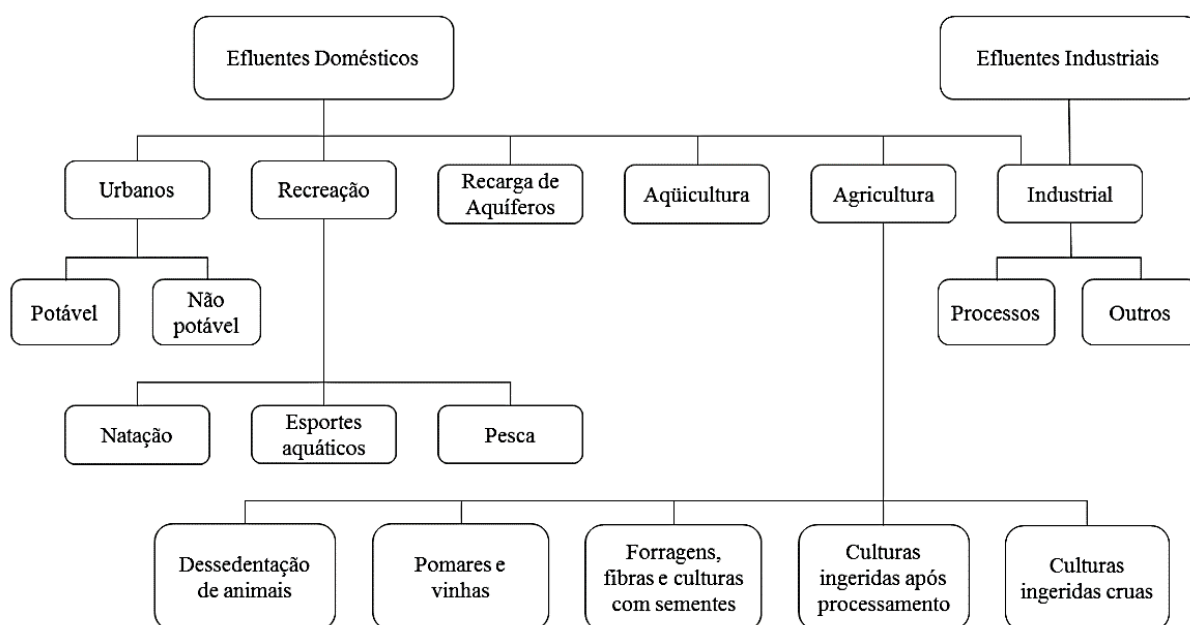 Efluentes Domésticos
Efluentes Industriais
Urbanos
Recreação
Recarga de
Aquíferos
Aqüicultura
Agricultura
Industrial
Potável
Não
potável
Processos
Outros
Natação
Esportes
aquáticos
Pesca
Dessedentação
de animais
Pomares e
vinhas
Forragens,
fibras e culturas
com sementes
Culturas
ingeridas após
processamento
Culturas
ingeridas cruas